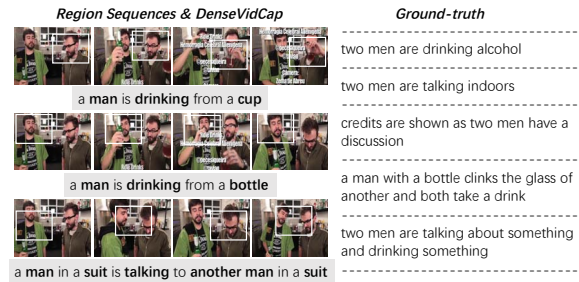 Region Sequences & DenseVidCap
Ground-truth
a man is drinking from a cup
a man is drinking from a bottle
a man in a suit is talking to another man in a suit
two men are drinking alcohol
two men are talking indoors
credits are shown as two men have a
discussion
a man with a bottle clinks the glass of
another and both take a drink
two men are talking about something
and drinking something